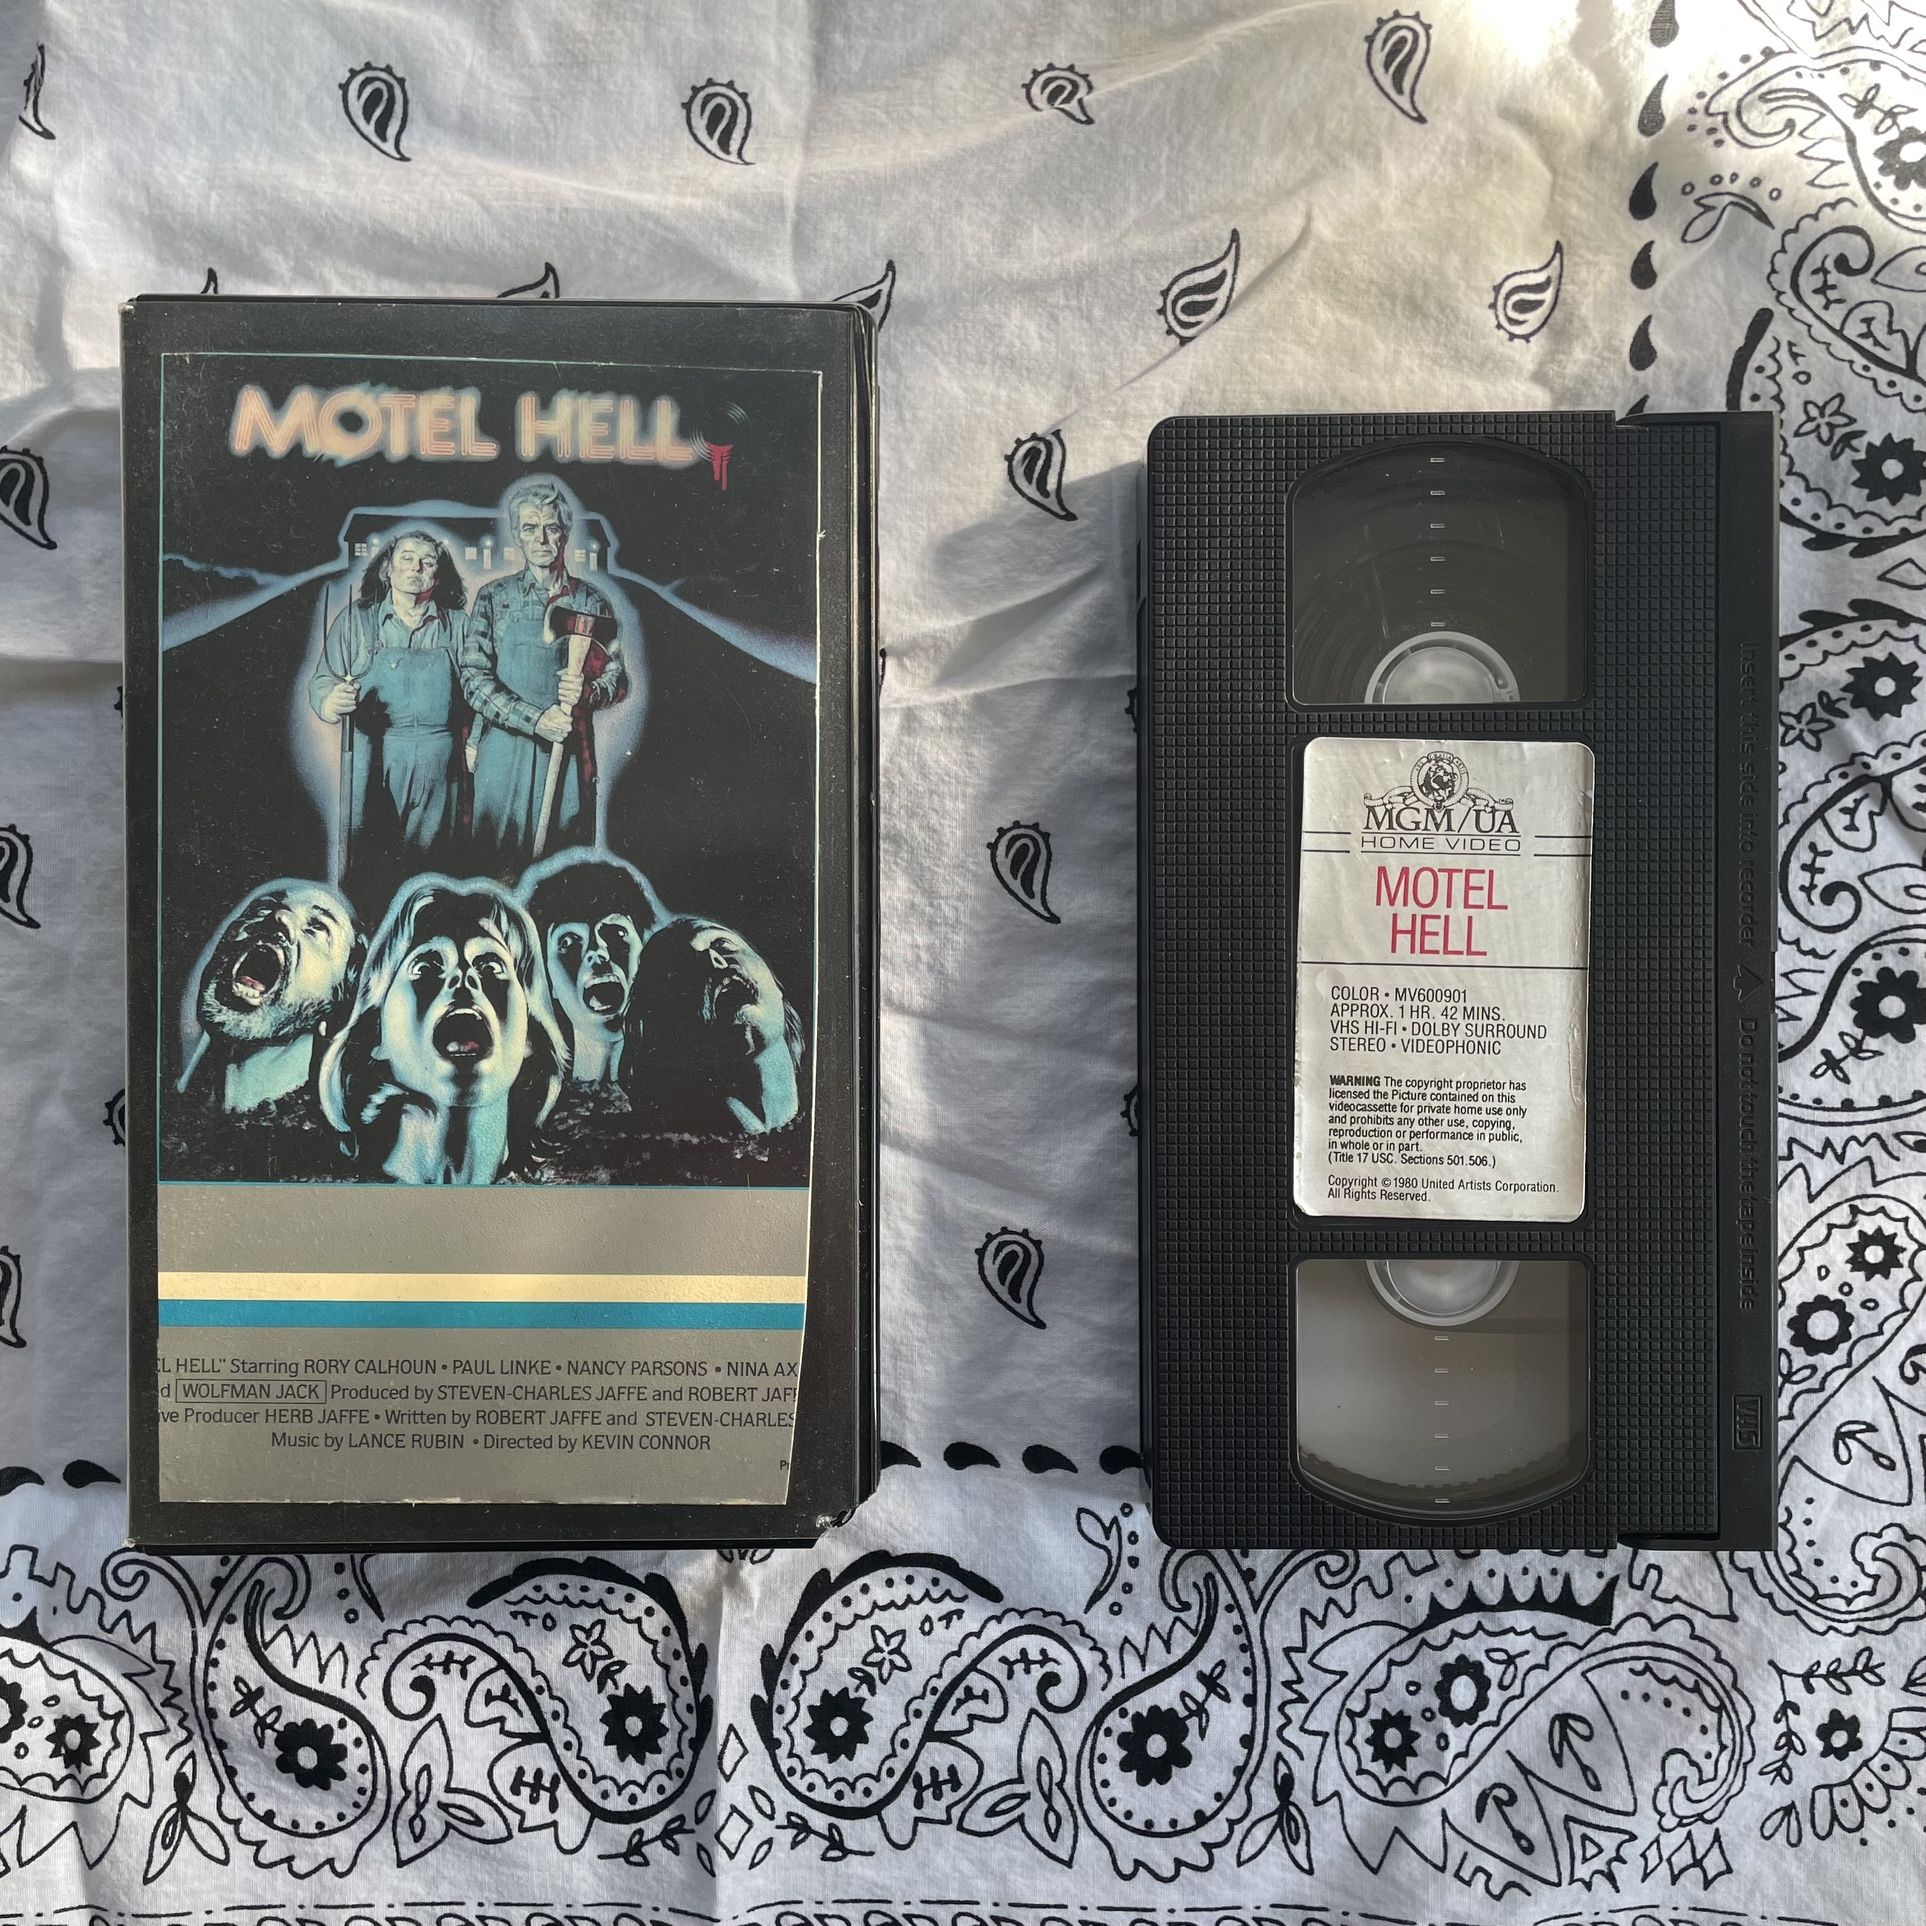 MOTEL HELL
EL HELL" Starring RORY CALHOUN • PAUL LINKE • NANCY PARSONS • NINA AX
d WOLFMAN JACK Produced by STEVEN-CHARLES JAFFE and ROBERT JAFF
ive Producer HERB JAFFE • Written by ROBERT JAFFE and STEVEN-CHARLES
Music by LANCE RUBIN • Directed by KEVIN CONNOR
MGM/UA
HOME VIDEO
MOTEL
HELL
COLOR • MV600901
APPROX. 1 HR. 42 MINS.
VHS HI-FI • DOLBY SURROUND
STEREO • VIDEOPHONIC
WARNING The copyright proprietor has
licensed the Picture contained on this
videocassette for private home use only
and prohibits any other use, copying,
reproduction or performance in public,
in whole or in part.
(Title 17 USC. Sections 501.506.)
Copyright © 1980 United Artists Corporation.
All Rights Reserved.
Insert this side into recorder △ Do not touch the tape inside
VHS